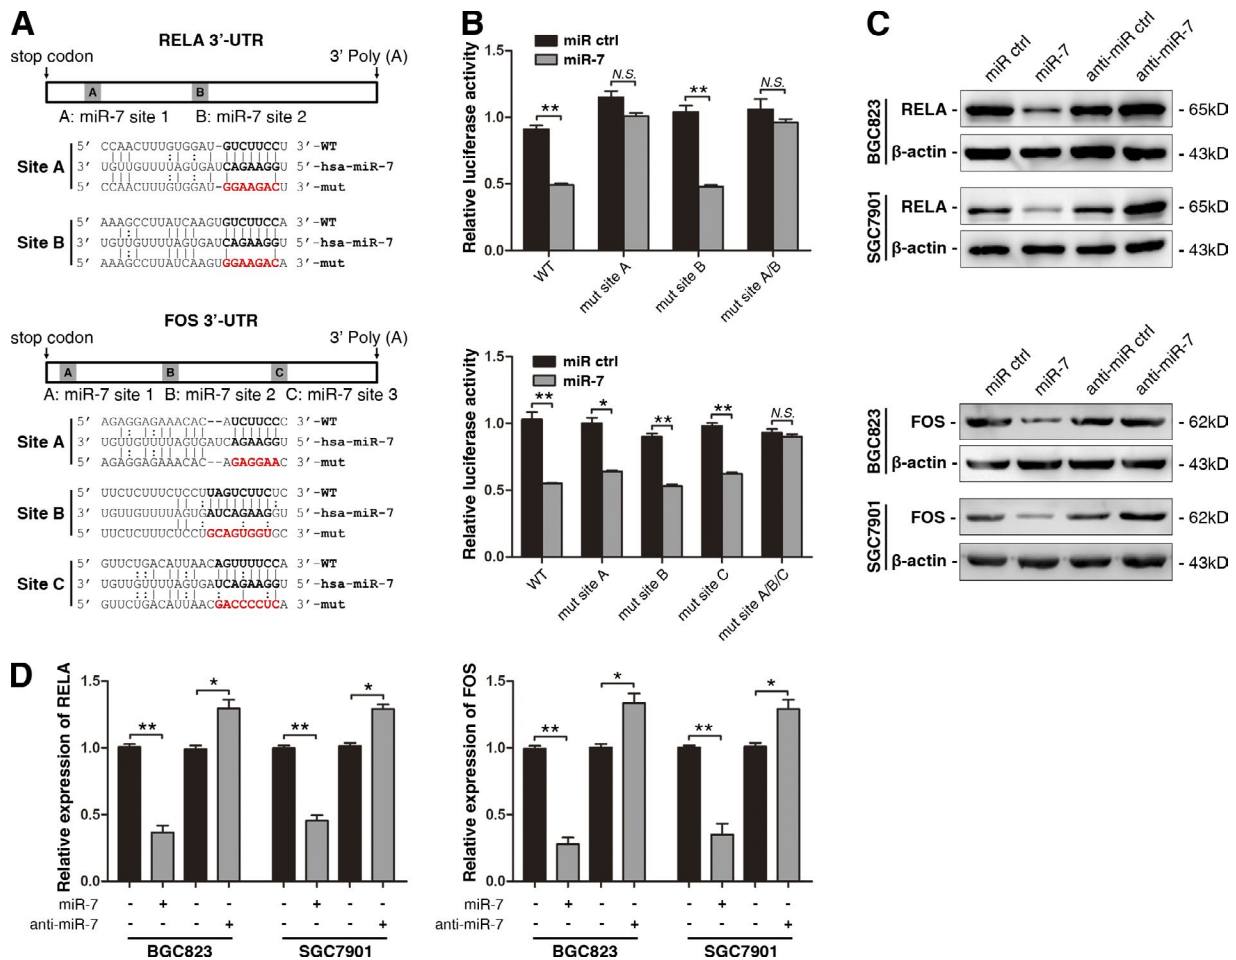 A
RELA 3'-UTR
stop codon
3' Poly (A)
A
B
A: miR-7 site 1 B: miR-7 site 2
Site A
5' CCAACUUUGUGGAU-GUCUUCCU 3'-WT
3' UGUUGUUUUAGUGAUCAGAAGGU 5'-hsa-miR-7
5' CCAACUUUGUGGAU-GGAAGACU 3'-mut
Site B
5' AAAGCCUUAUCAAGUGUCUUCCA 3'-WT
3' UGUUGUUUUAGUGAUCAGAAGGU 5'-hsa-miR-7
5' AAAGCCUUAUCAAGUGGAAGACA 3'-mut
FOS 3'-UTR
stop codon
3' Poly (A)
A
B
C
A: miR-7 site 1 B: miR-7 site 2 C: miR-7 site 3
Site A
5' AGAGGAGAAACAC--AUCUUCCC 3'-WT
3' UGUUGUUUUAGUGAUCAGAAGGU 5'-hsa-miR-7
5' AGAGGAGAAACAC--AGAGGAAC 3'-mut
Site B
5' UUCUCUUUCUCCUUAGUCUUCUC 3'-WT
3' UGUUGUUUUAGUGAUCAGAAGGU 5'-hsa-miR-7
5' UUCUCUUUCUCCUGCAGUGGUGC 3'-mut
Site C
5' GUUCUGACAUUAACAGUUUUCCA 3'-WT
3' UGUUGUUUUAGUGAUCAGAAGGU 5'-hsa-miR-7
5' GUUCUGACAUUAACGACCCCUCA 3'-mut
B
Relative luciferase activity
1.5
1.0
0.5
0.0
miR ctrl
miR-7
**
N.S.
**
N.S.
WT
mut site A
mut site B
mut site A/B
Relative luciferase activity
1.5
1.0
0.5
0.0
miR ctrl
miR-7
**
*
**
**
N.S.
WT
mut site A
mut site B
mut site C
mut site A/B/C
C
miR ctrl
miR-7
anti-miR ctrl
anti-miR-7
BGC823
RELA - - 65kD
β-actin - - 43kD
SGC7901
RELA - - 65kD
β-actin - - 43kD
miR ctrl
miR-7
anti-miR ctrl
anti-miR-7
BGC823
FOS - - 62kD
β-actin - - 43kD
SGC7901
FOS - - 62kD
β-actin - - 43kD
D
Relative expression of RELA
1.5
1.0
0.5
0.0
**
*
**
*
miR-7 - + - - - + - -
anti-miR-7 - - - + - - - +
BGC823 SGC7901
Relative expression of FOS
1.5
1.0
0.5
0.0
**
*
**
*
miR-7 - + - - - + - -
anti-miR-7 - - - + - - - +
BGC823 SGC7901